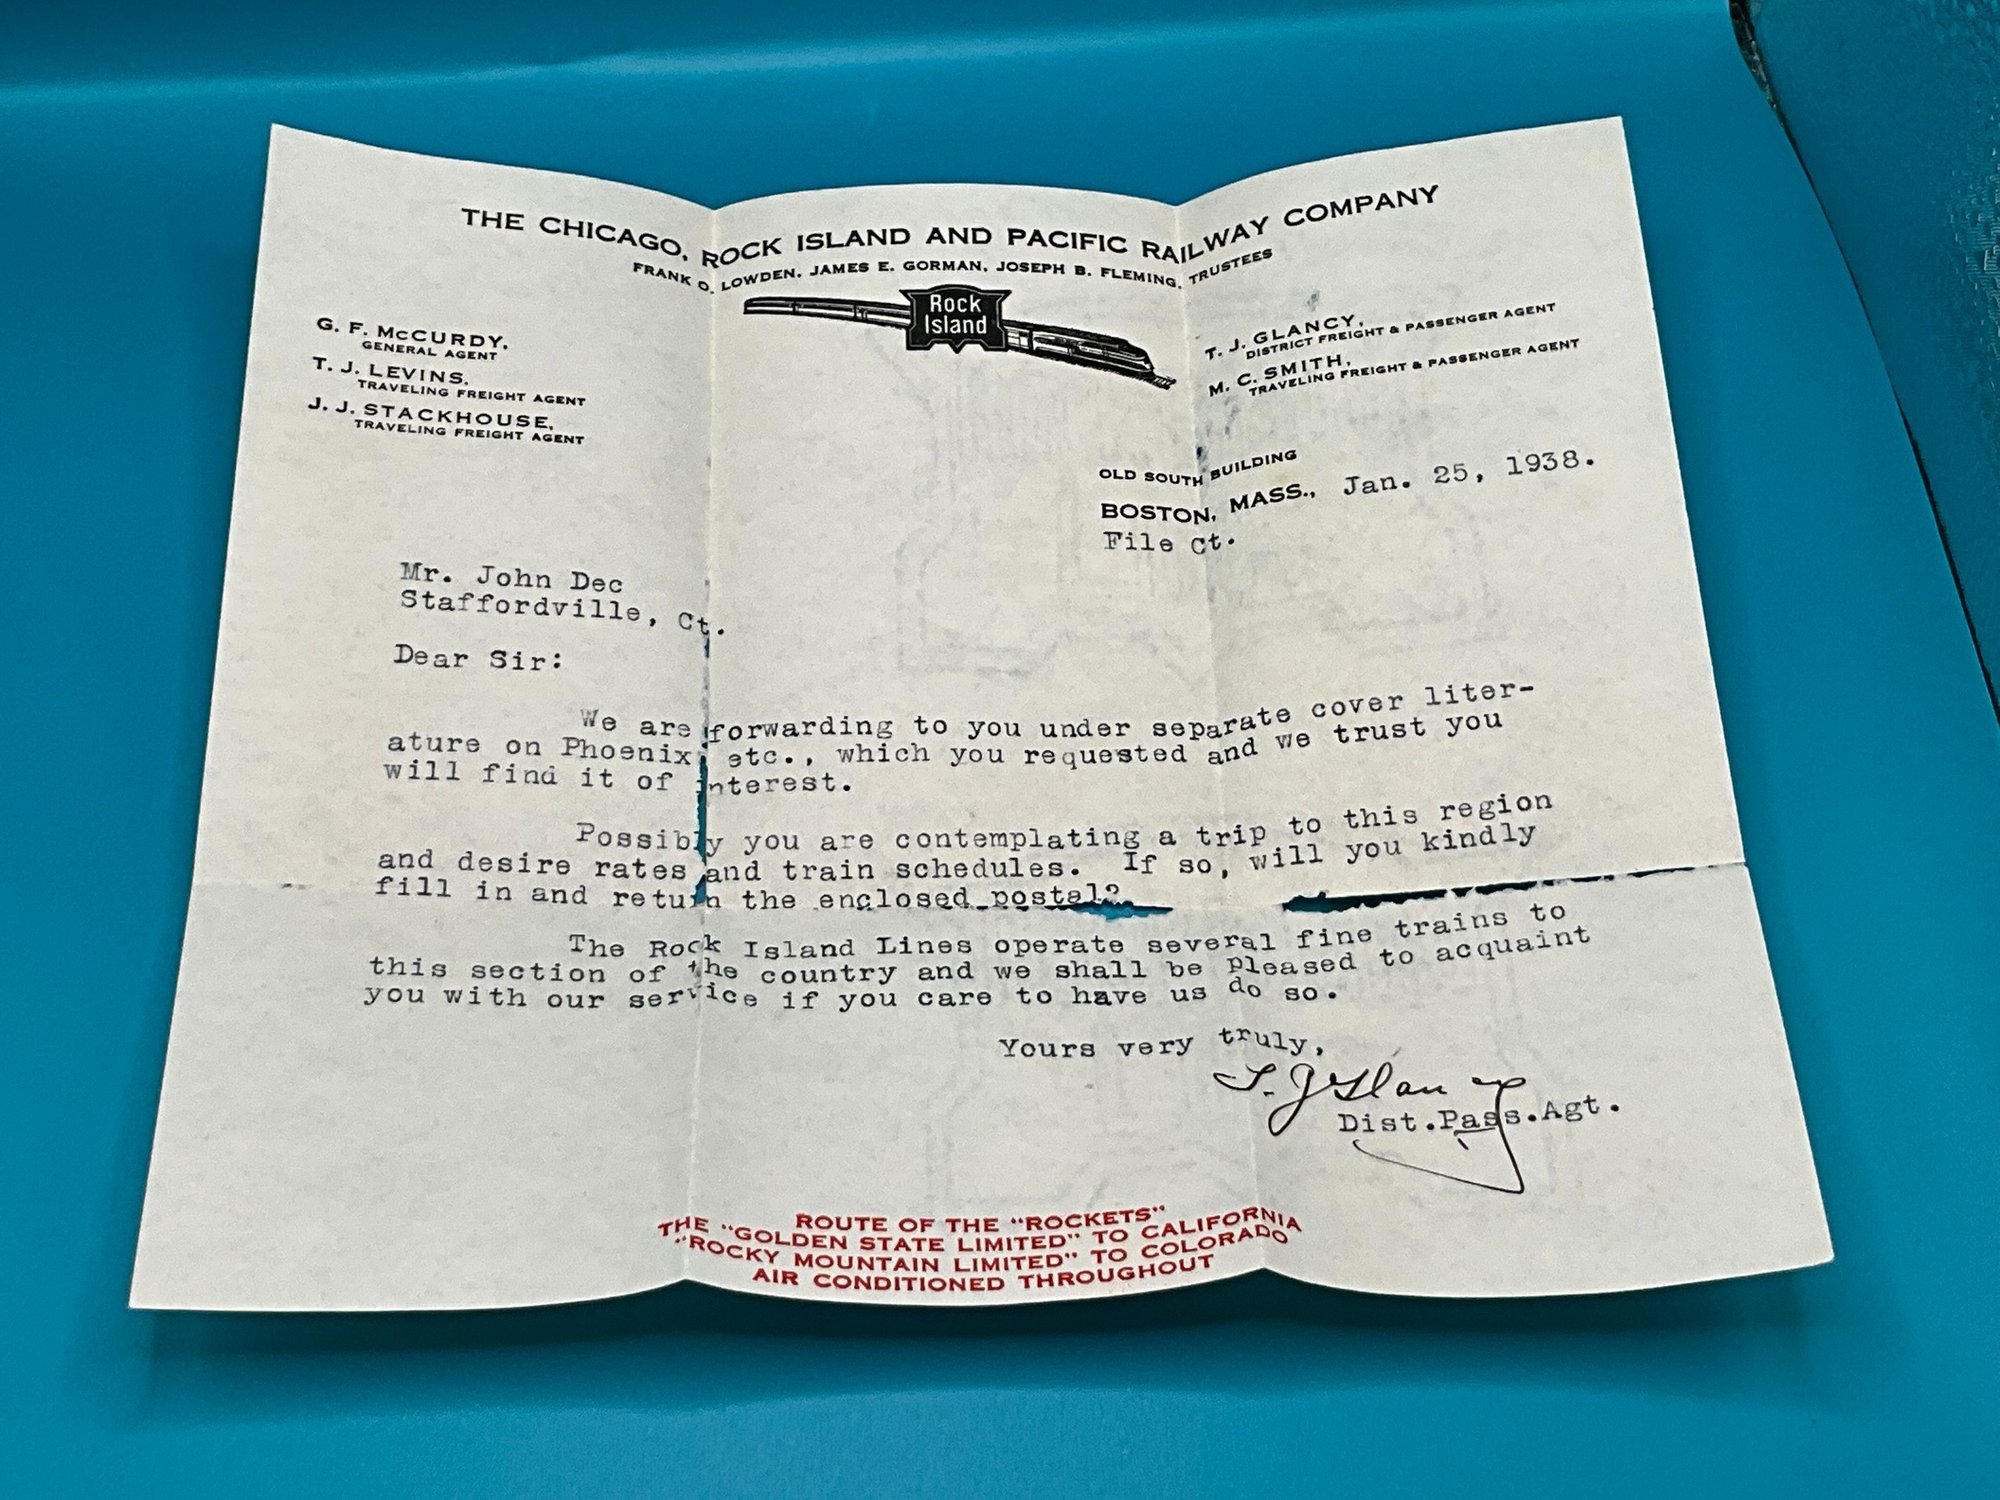 THE CHICAGO, ROCK ISLAND AND PACIFIC RAILWAY COMPANY
FRANK O. LOWDEN, JAMES E. GORMAN, JOSEPH B. FLEMING, TRUSTEES
Rock
Island
G. F. McCURDY,
GENERAL AGENT
T. J. LEVINS,
TRAVELING FREIGHT AGENT
J. J. STACKHOUSE,
TRAVELING FREIGHT AGENT
T. J. GLANCY,
DISTRICT FREIGHT & PASSENGER AGENT
M. C. SMITH,
TRAVELING FREIGHT & PASSENGER AGENT
OLD SOUTH BUILDING
BOSTON, MASS., Jan. 25, 1938.
File Ct.
Mr. John Dec
Staffordville, Ct.
Dear Sir:
We are forwarding to you under separate cover liter-
ature on Phoenix, etc., which you requested and we trust you
will find it of interest.
Possibly you are contemplating a trip to this region
and desire rates and train schedules. If so, will you kindly
fill in and return the enclosed postal?
The Rock Island Lines operate several fine trains to
this section of the country and we shall be pleased to acquaint
you with our service if you care to have us do so.
Yours very truly,
T. J Glancy
Dist.Pass.Agt.
ROUTE OF THE "ROCKETS"
THE "GOLDEN STATE LIMITED" TO CALIFORNIA
"ROCKY MOUNTAIN LIMITED" TO COLORADO
AIR CONDITIONED THROUGHOUT